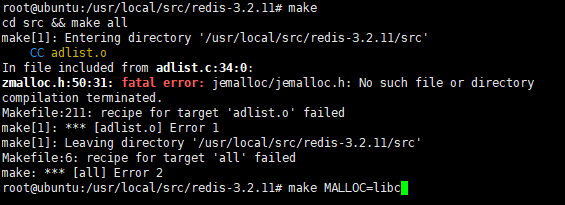 root@ubuntu:/usr/local/src/redis-3.2.11# make
cd src && make all
make[1]: Entering directory '/usr/local/src/redis-3.2.11/src'
    CC adlist.o
In file included from adlist.c:34:0:
zmalloc.h:50:31: fatal error: jemalloc/jemalloc.h: No such file or directory
compilation terminated.
Makefile:211: recipe for target 'adlist.o' failed
make[1]: *** [adlist.o] Error 1
make[1]: Leaving directory '/usr/local/src/redis-3.2.11/src'
Makefile:6: recipe for target 'all' failed
make: *** [all] Error 2
root@ubuntu:/usr/local/src/redis-3.2.11# make MALLOC=libc